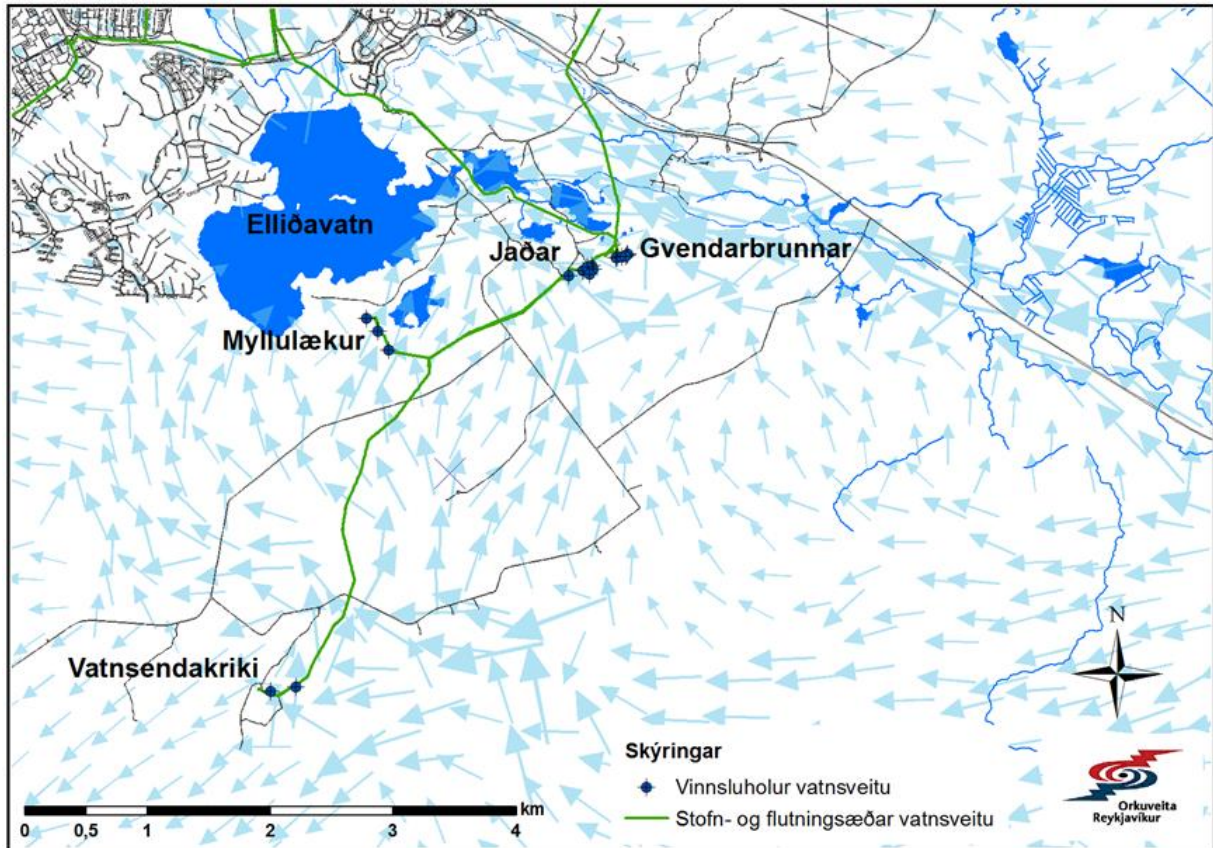 Elliðavatn
Jaðar
Gvendarbrunnar
Myllulækur
Vatnsendakriki
N
Skýringar
Vinnsluholur vatnsveitu
Stofn- og flutningsæðar vatnsveitu
km
0 0,5 1 2 3 4
Orkuveita
Reykjavíkur